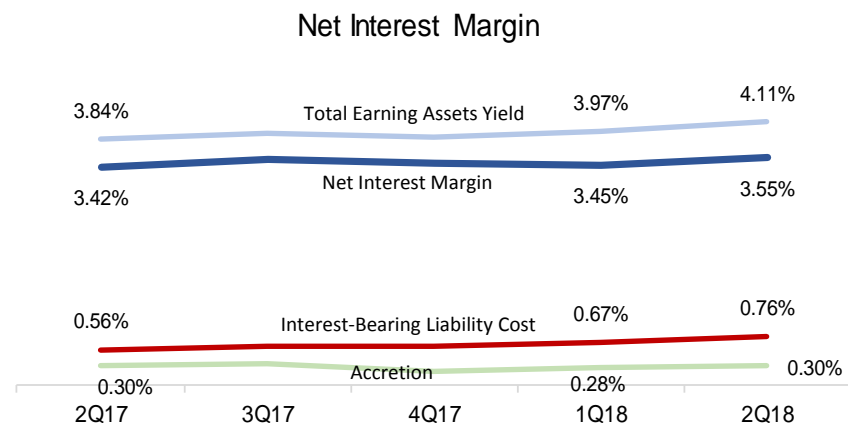 Net Interest Margin
4.11%
3.97%
3.84%
Total Earning Assets Yield
Net Interest Margin
3.42%
3.45%
3.55%
0.76%
0.67%
0.56%
Interest-Bearing Liability Cost
Accretion
0.30%
0.30%
0.28%
2Q17 3Q17 4Q17 1Q18 2Q18